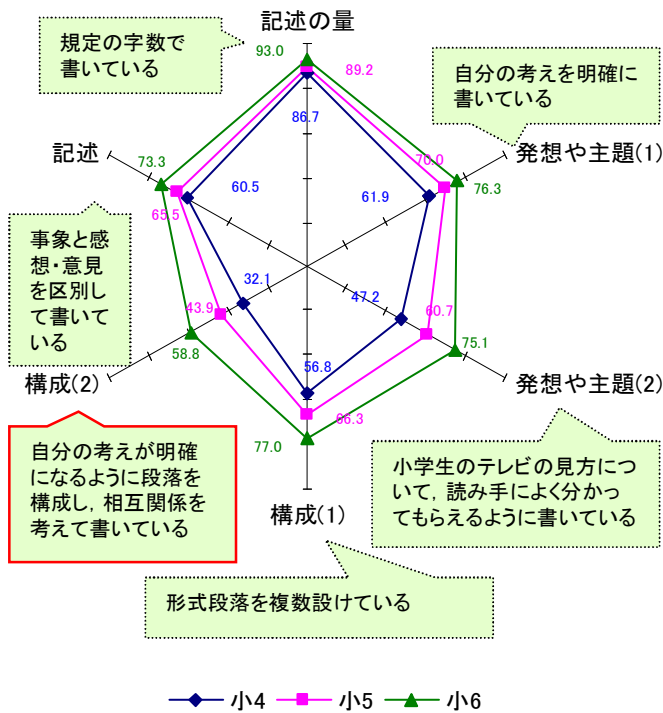 記述の量
規定の字数で
書いている
93.0
89.2
86.7
自分の考えを明確に
書いている
発想や主題(1)
70.0
76.3
61.9
記述
73.3
60.5
65.5
事象と感
想・意見
を区別し
て書いて
いる
32.1
43.9
58.8
構成(2)
47.2
60.7
75.1
発想や主題(2)
56.8
66.3
77.0
構成(1)
自分の考えが明確
になるように段落を
構成し，相互関係を
考えて書いている
小学生のテレビの見方につ
いて，読み手によく分かっ
てもらえるように書いている
形式段落を複数設けている
小4
小5
小6